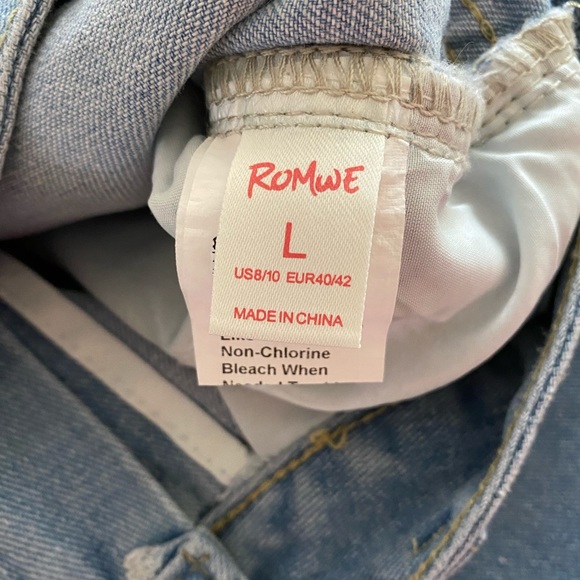 ROMWE
L
US8/10 EUR40/42
MADE IN CHINA
Non-Chlorine
Bleach When